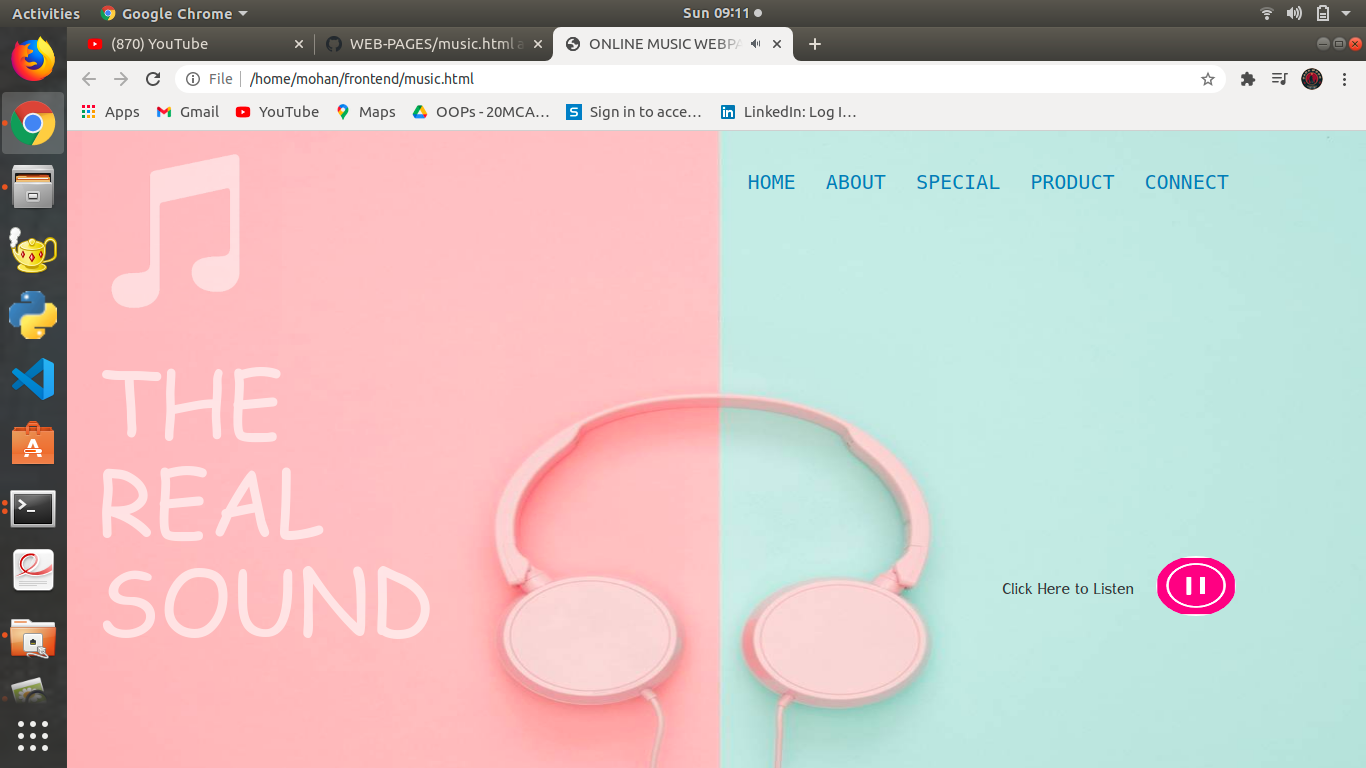 Activities Google Chrome Sun 09:11
(870) YouTube WEB-PAGES/music.html a ONLINE MUSIC WEBPA
File /home/mohan/frontend/music.html
Apps Gmail YouTube Maps OOPs - 20MCA… Sign in to acce… LinkedIn: Log I…
HOME ABOUT SPECIAL PRODUCT CONNECT
THE
REAL
SOUND
Click Here to Listen